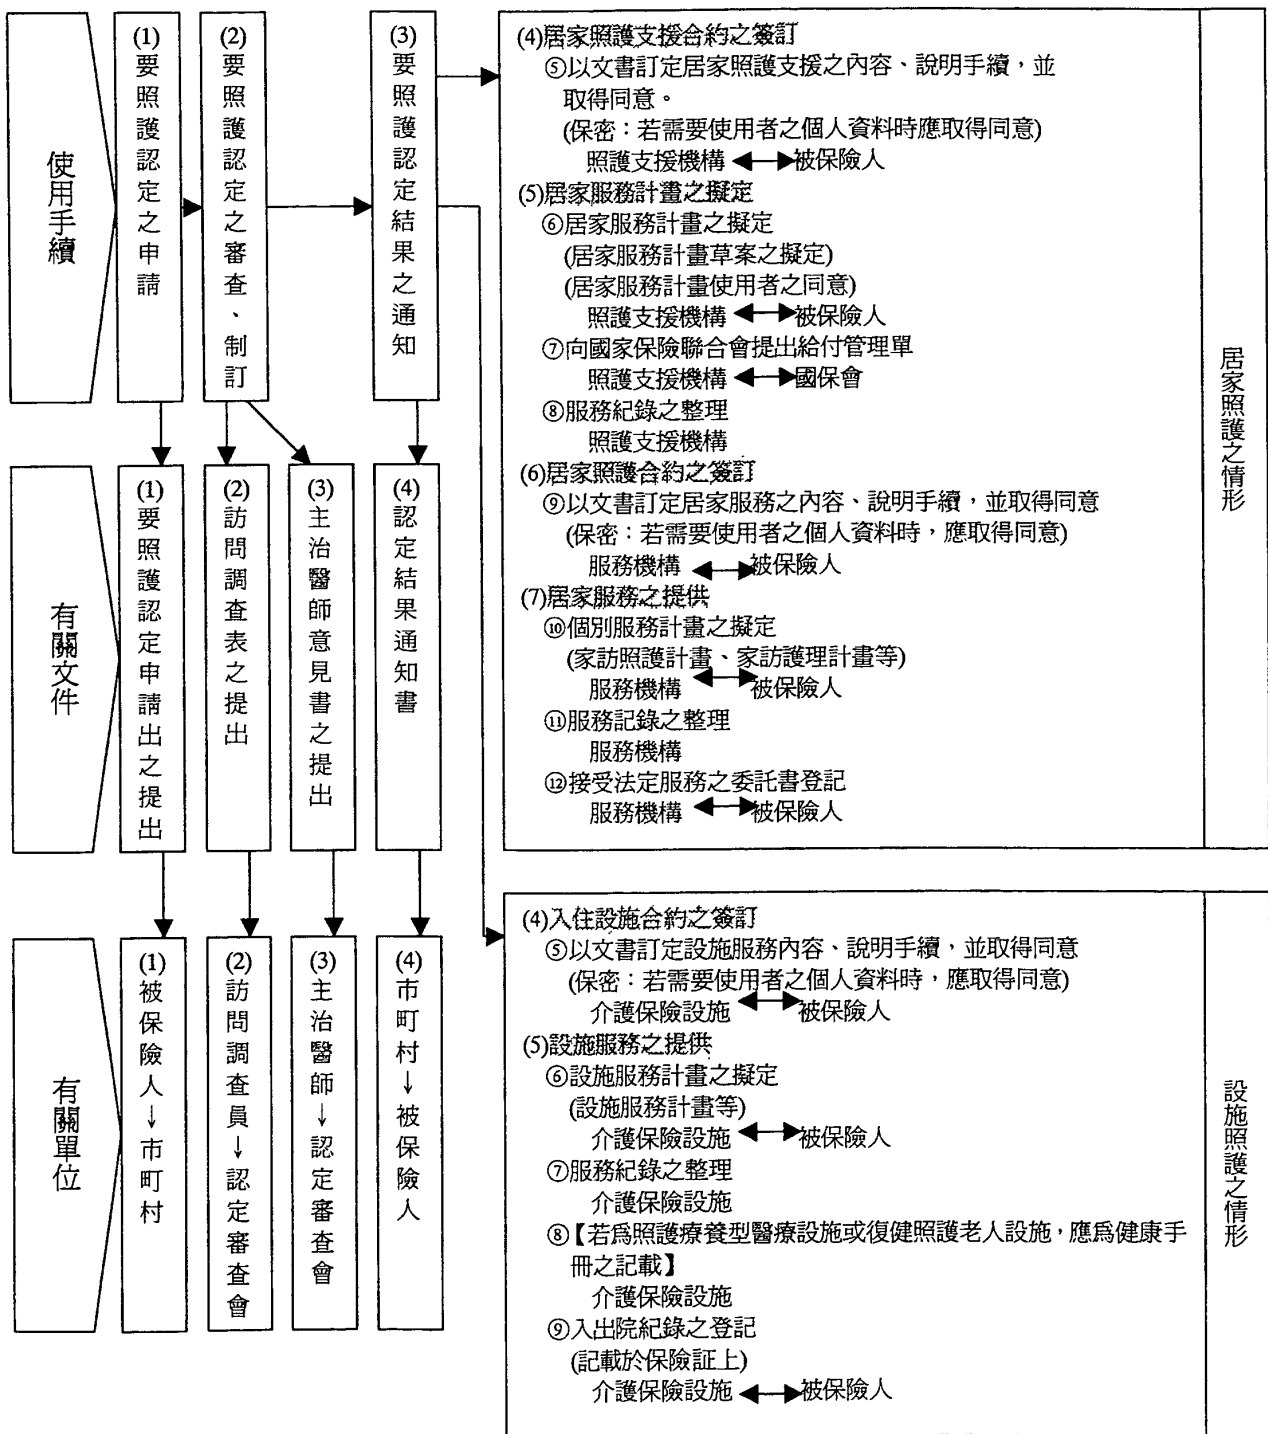 使用手續
(1)要照護認定之申請
(2)要照護認定之審查、制訂
(3)要照護認定結果之通知
有關文件
(1)要照護認定申請出之提出
(2)訪問調查表之提出
(3)主治醫師意見書之提出
(4)認定結果通知書
有關單位
(1)被保險人→市町村
(2)訪問調查員→認定審查會
(3)主治醫師→認定審查會
(4)市町村→被保險人
(4)居家照護支援合約之簽訂
⑤以文書訂定居家照護支援之內容、說明手續，並
取得同意。
(保密：若需要使用者之個人資料時應取得同意)
照護支援機構 ◄─►被保險人
(5)居家服務計畫之擬定
⑥居家服務計畫之擬定
(居家服務計畫草案之擬定)
(居家服務計畫使用者之同意)
照護支援機構 ◄─►被保險人
⑦向國家保險聯合會提出給付管理單
照護支援機構 ◄─►國保會
⑧服務紀錄之整理
照護支援機構
(6)居家照護合約之簽訂
⑨以文書訂定居家服務之內容、說明手續，並取得同意
(保密：若需要使用者之個人資料時，應取得同意)
服務機構 ◄─►被保險人
(7)居家服務之提供
⑩個別服務計畫之擬定
(家訪照護計畫、家訪護理計畫等)
服務機構 ◄─►被保險人
⑪服務記錄之整理
服務機構
⑫接受法定服務之委託書登記
服務機構 ◄─►被保險人
居家照護之情形
(4)入住設施合約之簽訂
⑤以文書訂定設施服務內容、說明手續，並取得同意
(保密：若需要使用者之個人資料時，應取得同意)
介護保險設施 ◄─►被保險人
(5)設施服務之提供
⑥設施服務計畫之擬定
(設施服務計畫等)
介護保險設施 ◄─►被保險人
⑦服務紀錄之整理
介護保險設施
⑧【若為照護療養型醫療設施或復健照護老人設施，應為健康手
冊之記載】
介護保險設施
⑨入出院紀錄之登記
(記載於保險証上)
介護保險設施 ◄─►被保險人
設施照護之情形